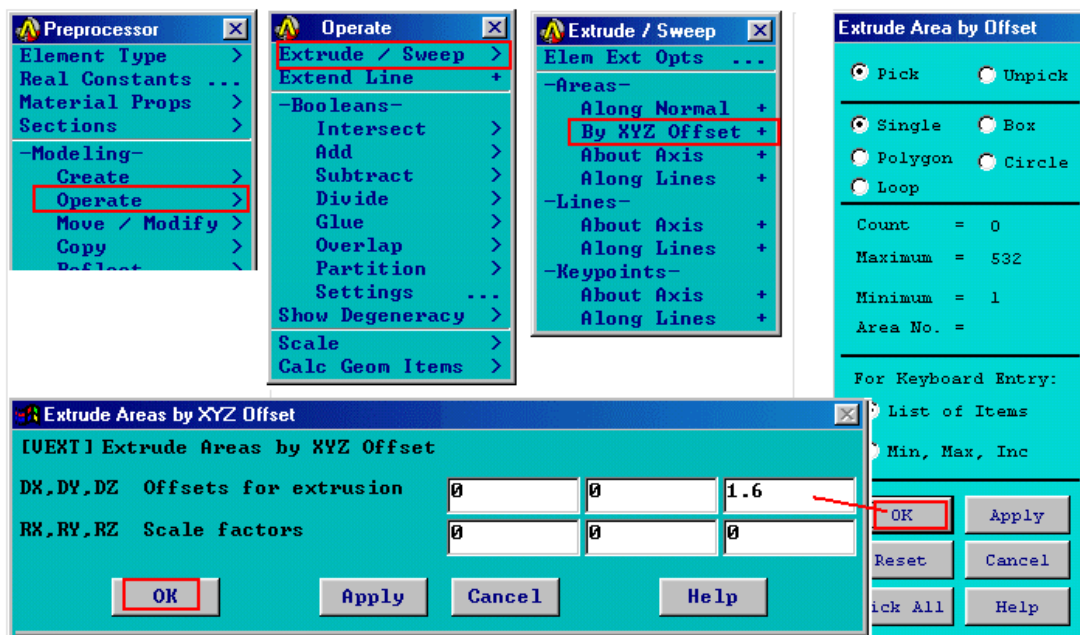 Preprocessor
Element Type >
Real Constants ...
Material Props >
Sections >
-Modeling-
Create >
Operate >
Move / Modify >
Copy >
Operate
Extrude / Sweep >
Extend Line +
-Booleans-
Intersect >
Add >
Subtract >
Divide >
Glue >
Overlap >
Partition >
Settings ...
Show Degeneracy >
Scale >
Calc Geom Items >
Extrude / Sweep
Elem Ext Opts ...
-Areas-
Along Normal +
By XYZ Offset +
About Axis +
Along Lines +
-Lines-
About Axis +
Along Lines +
-Keypoints-
About Axis +
Along Lines +
Extrude Area by Offset
Pick Unpick
Single Box
Polygon Circle
Loop
Count = 0
Maximum = 532
Minimum = 1
Area No. =
For Keyboard Entry:
List of Items
Min, Max, Inc
OK Apply
Reset Cancel
ick All Help
Extrude Areas by XYZ Offset
[VEXT] Extrude Areas by XYZ Offset
DX,DY,DZ Offsets for extrusion 0 0 1.6
RX,RY,RZ Scale factors 0 0 0
OK Apply Cancel Help